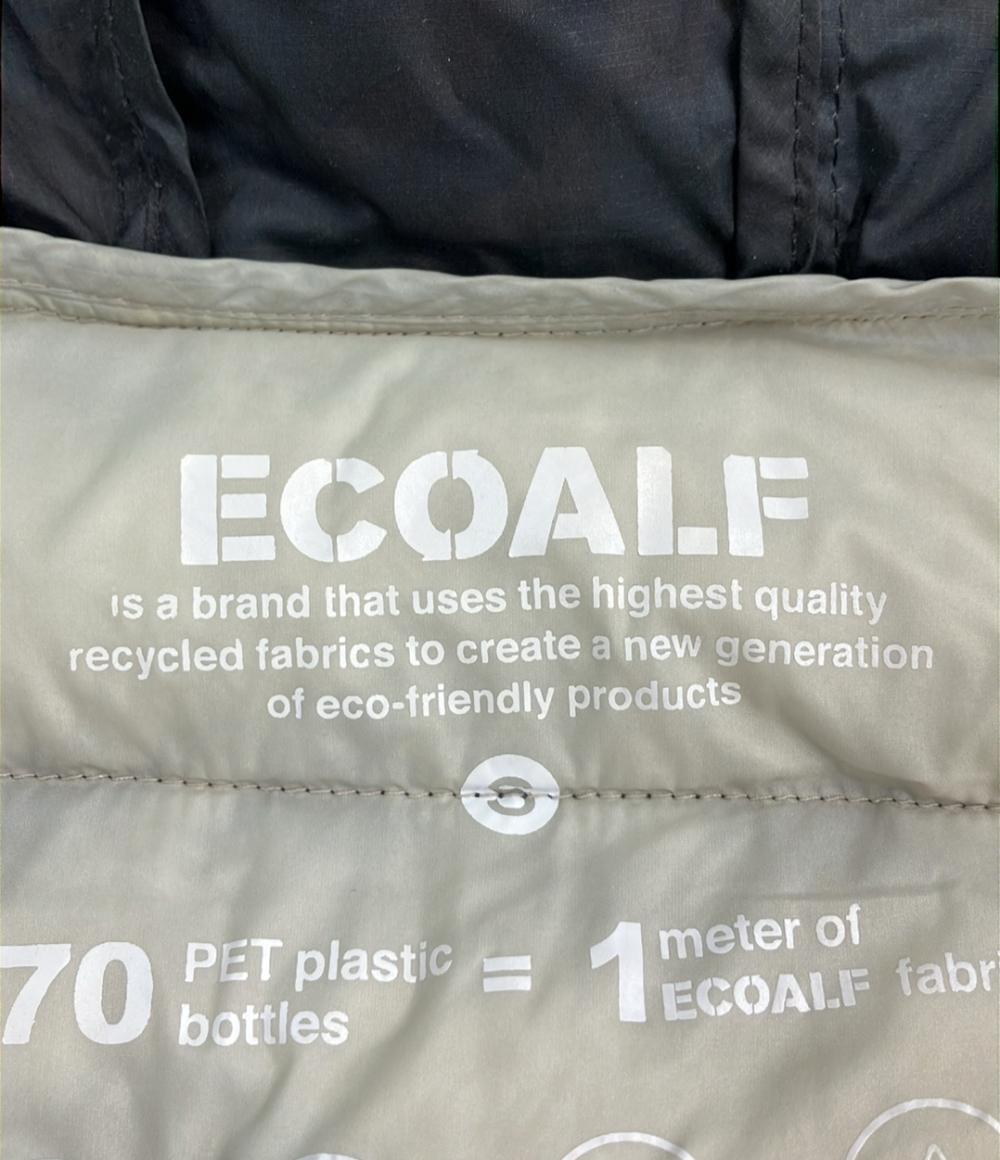 ECOALF
is a brand that uses the highest quality
recycled fabrics to create a new generation
of eco-friendly products
70 PET plastic bottles = 1 meter of ECOALF fabri